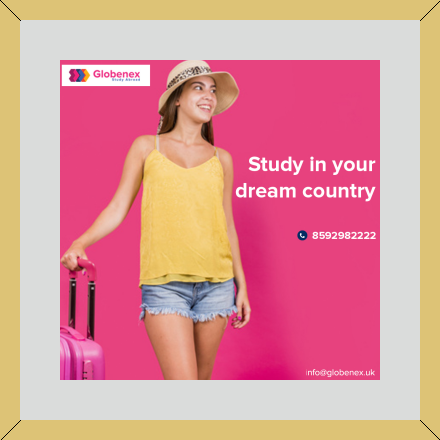 Globenex
Study Abroad
Study in your
dream country
8592982222
info@globenex.uk